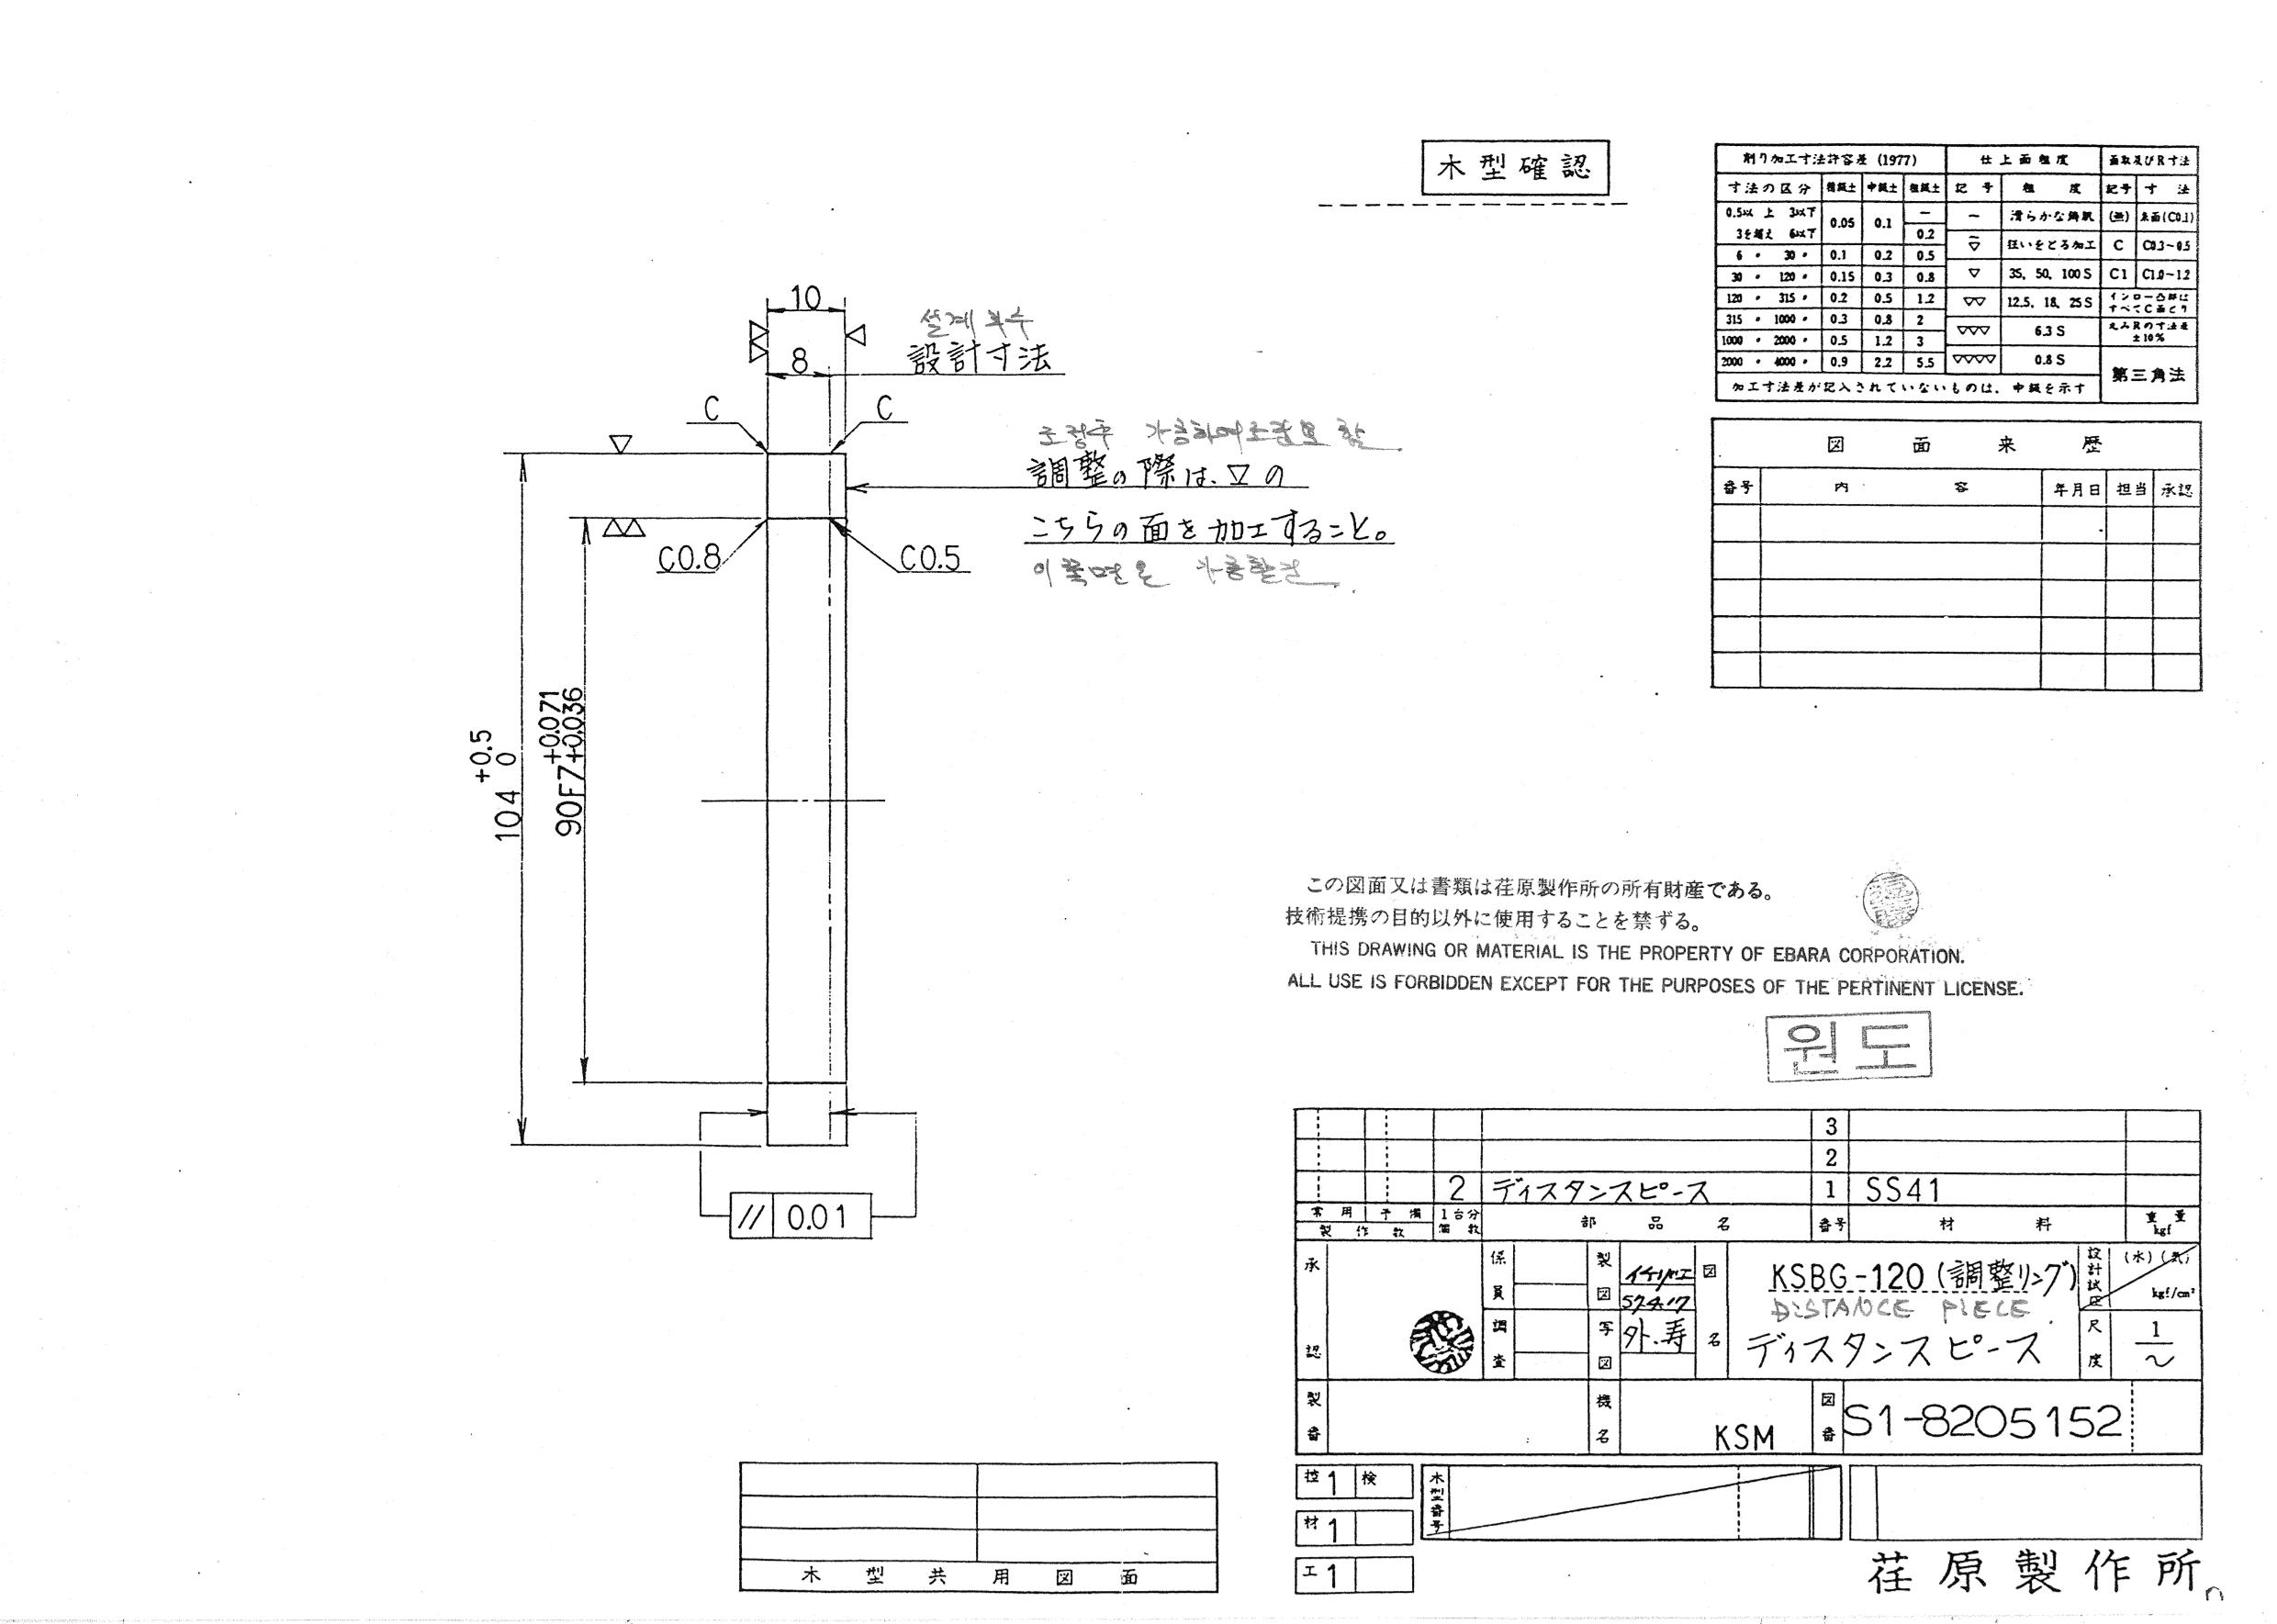 木型確認
削り加工寸法許容差 (1977) 仕上面粗度 面取及びR寸法
寸法の区分 精級± 中級± 粗級± 記号 粗度 記号 寸法
0.5以上 3以下 0.05 0.1 — — 滑らかな鋳肌 (無) 糸面(C0.1)
3を超え 6以下 0.2 狂いをとる加工 C C0.3~0.5
6 〃 30 〃 0.1 0.2 0.5
30 〃 120 〃 0.15 0.3 0.8 ▽ 35, 50, 100S C1 C1.0~1.2
120 〃 315 〃 0.2 0.5 1.2 ▽▽ 12.5, 18, 25S インロー凸部はすべてC面とり
315 〃 1000 〃 0.3 0.8 2 ▽▽▽ 6.3S 丸みRの寸法差±10%
1000 〃 2000 〃 0.5 1.2 3
2000 〃 4000 〃 0.9 2.2 5.5 ▽▽▽▽ 0.8S
加工寸法差が記入されていないものは、中級を示す 第三角法
図面来歴
番号 内容 年月日 担当 承認
10
8
설계 치수
設計寸法
C
C
調整の際は、▽の
こちらの面を加工すること。
이쪽면을 가공할것
C0.8
C0.5
104 +0.5 0
90F7 +0.071 +0.036
// 0.01
この図面又は書類は荏原製作所の所有財産である。
技術提携の目的以外に使用することを禁ずる。
THIS DRAWING OR MATERIAL IS THE PROPERTY OF EBARA CORPORATION.
ALL USE IS FORBIDDEN EXCEPT FOR THE PURPOSES OF THE PERTINENT LICENSE.
원도
3
2
2 ディスタンスピース 1 SS41
常用 予備 1台分箇数 部品名 番号 材料 重量 kgf
製作数
承認 係員 製図 57.4.17 図名 KSBG-120 (調整リング) 設計試圧 (水) (気) kgf/cm²
DISTANCE PIECE
調査 写図 外.寿 ディスタンスピース 尺度 1/~
製番 機名 KSM 図番 S1-8205152
控 1 検 木型番号
材 1
工 1
木型共用図面
荏原製作所